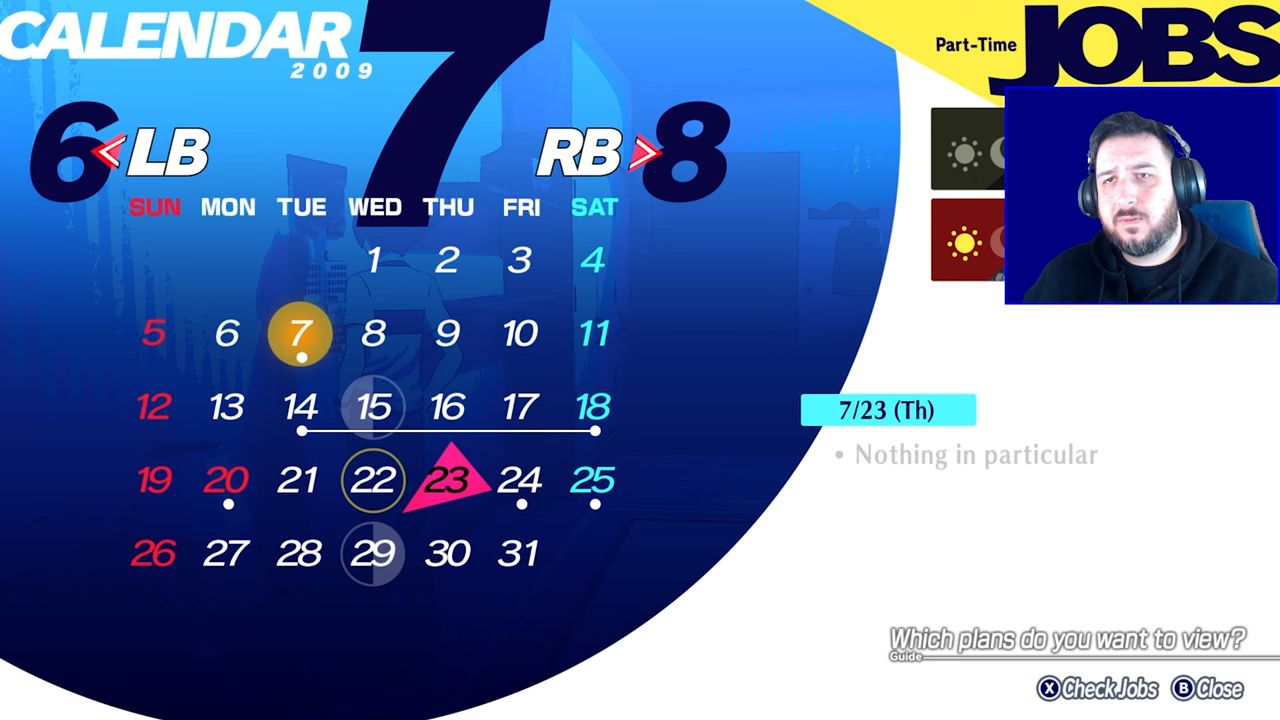 CALENDAR
2009
7
6 < LB
RB > 8
SUN MON TUE WED THU FRI SAT
1 2 3 4
5 6 7 8 9 10 11
12 13 14 15 16 17 18
19 20 21 22 23 24 25
26 27 28 29 30 31
Part-Time JOBS
7/23 (Th)
• Nothing in particular
Which plans do you want to view?
Guide
X Check Jobs B Close